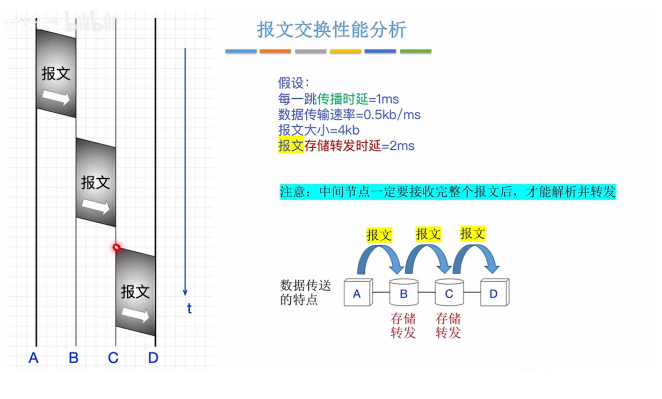 报文交换性能分析
假设：
每一跳传播时延=1ms
数据传输速率=0.5kb/ms
报文大小=4kb
报文存储转发时延=2ms
注意：中间节点一定要接收完整个报文后，才能解析并转发
报文
报文
报文
t
A B C D
报文 报文 报文
数据传送
的特点
A B C D
存储 存储
转发 转发